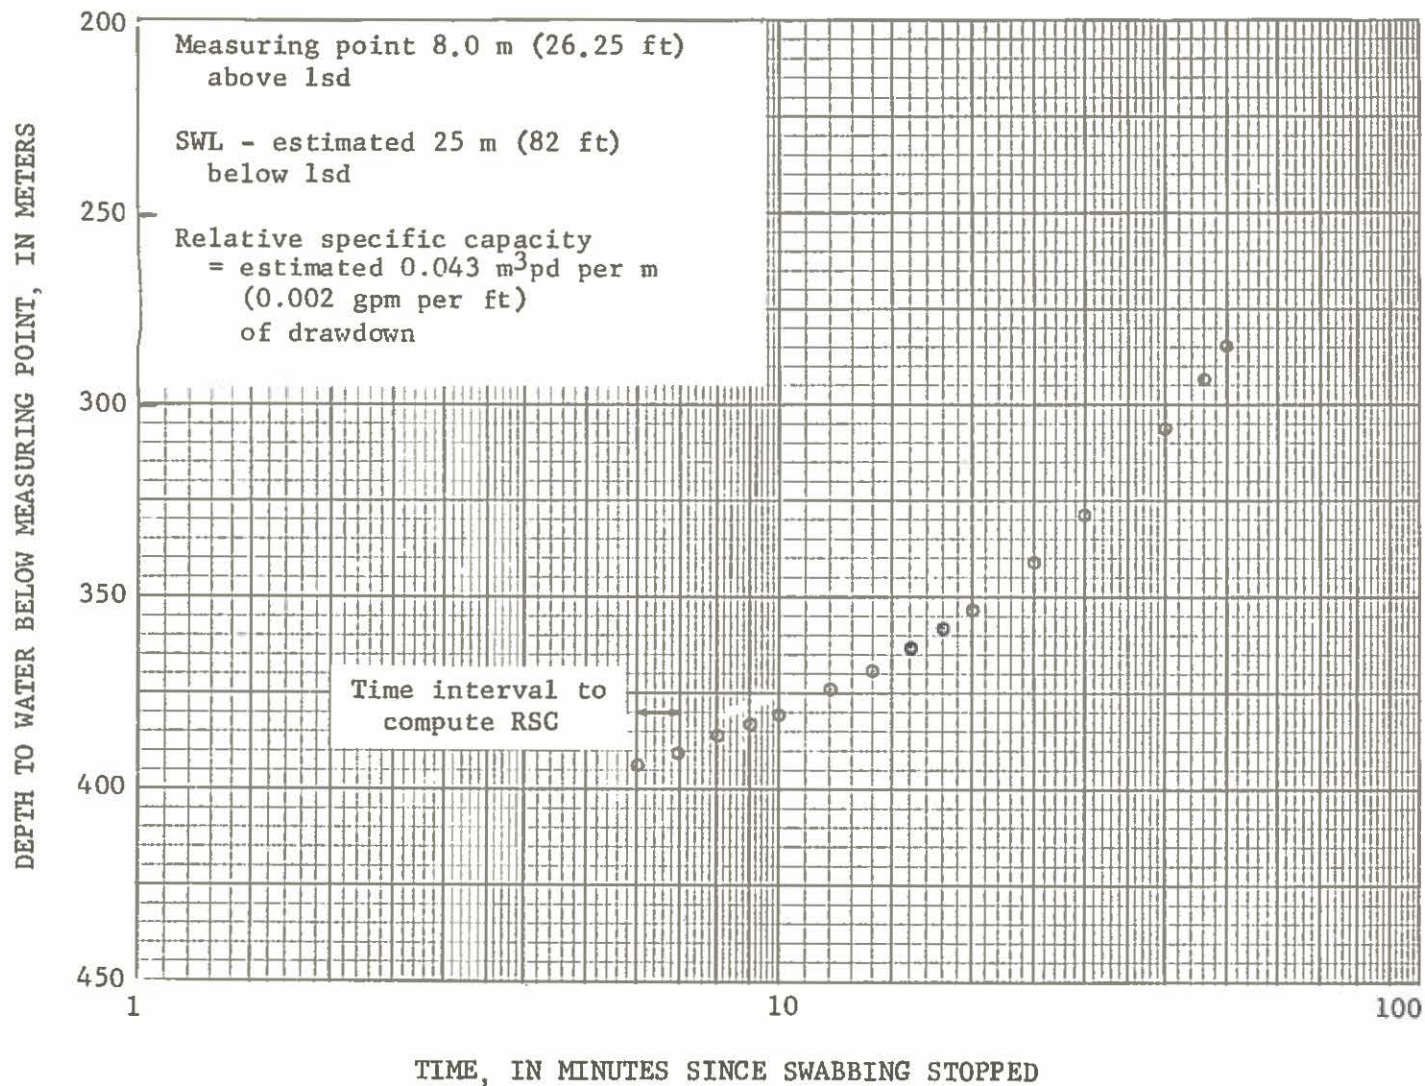 200
Measuring point 8.0 m (26.25 ft)
above lsd
SWL - estimated 25 m (82 ft)
below lsd
250
Relative specific capacity
= estimated 0.043 m³pd per m
(0.002 gpm per ft)
of drawdown
300
350
Time interval to
compute RSC
400
450
1
10
100
DEPTH TO WATER BELOW MEASURING POINT, IN METERS
TIME, IN MINUTES SINCE SWABBING STOPPED